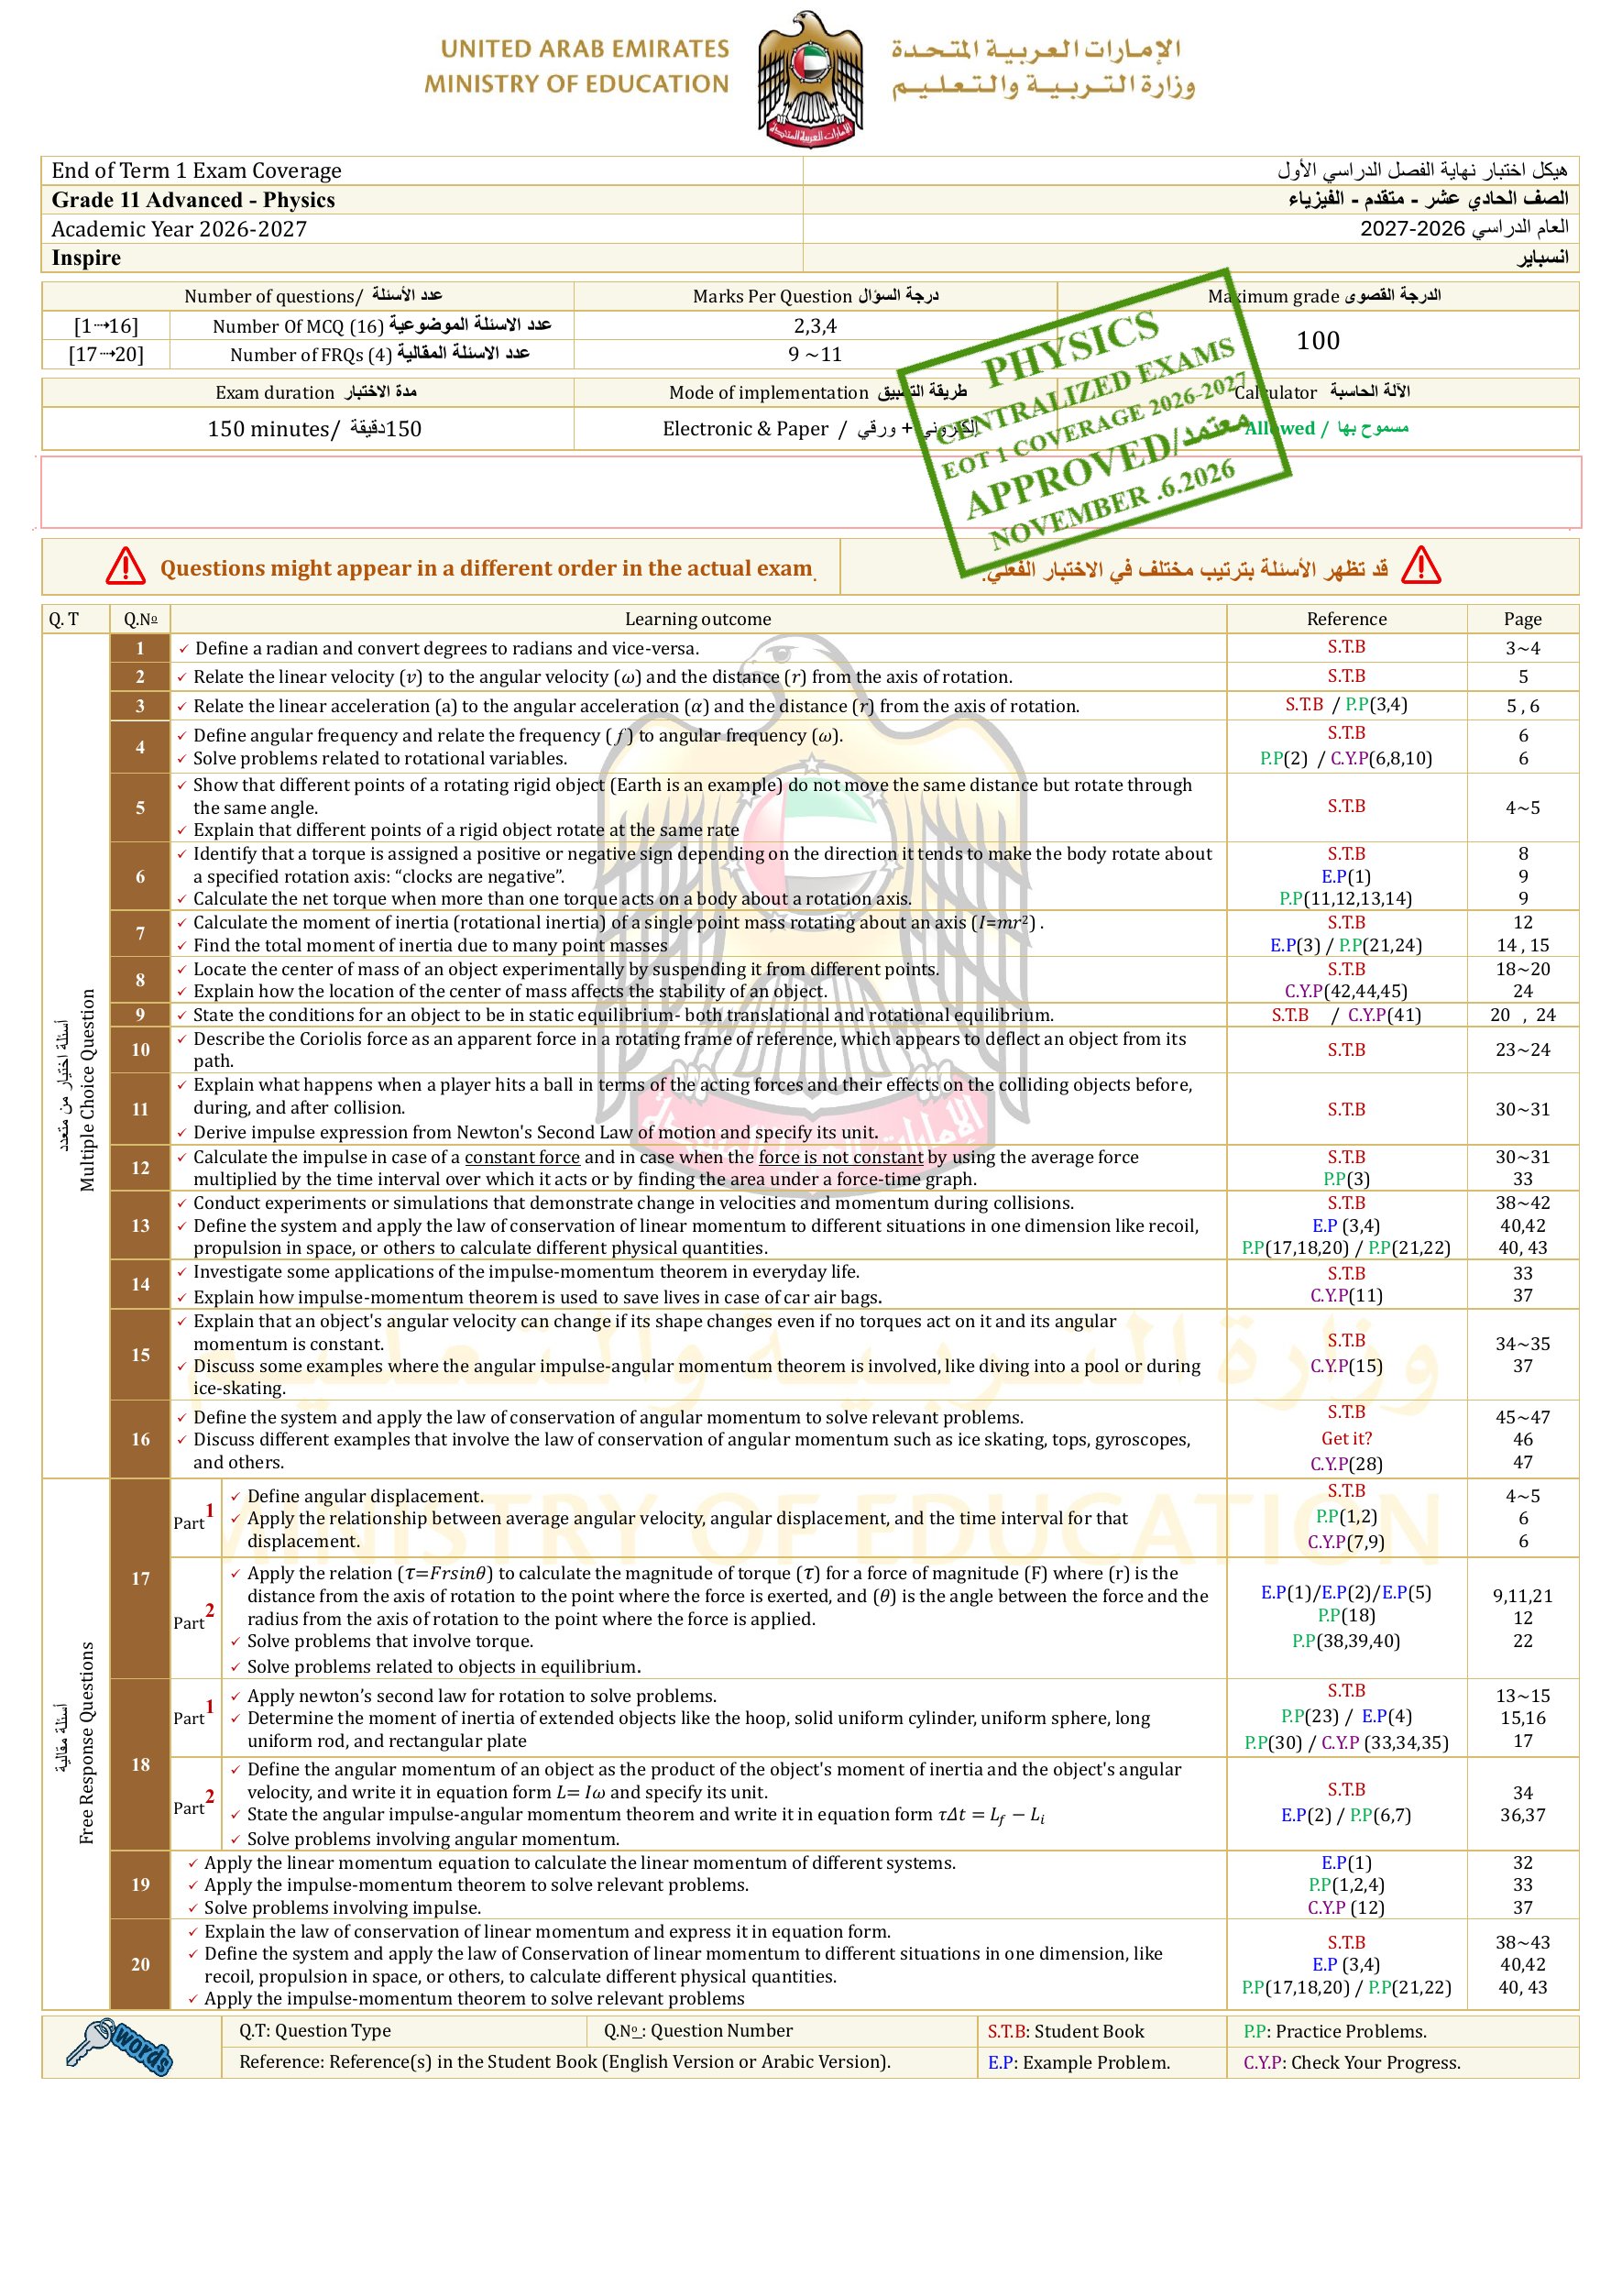 UNITED ARAB EMIRATES
MINISTRY OF EDUCATION
الإمارات العربية المتحدة
وزارة التربية والتعليم
End of Term 1 Exam Coverage
هيكل اختبار نهاية الفصل الدراسي الأول
Grade 11 Advanced - Physics
الصف الحادي عشر - متقدم - الفيزياء
Academic Year 2026-2027
العام الدراسي 2026-2027
Inspire
انسباير
Number of questions/ عدد الأسئلة
Marks Per Question درجة السؤال
Maximum grade الدرجة القصوى
[1⇢16]
Number Of MCQ (16) عدد الاسئلة الموضوعية
2,3,4
100
[17⇢20]
Number of FRQs (4) عدد الاسئلة المقالية
9 ~11
Exam duration مدة الاختبار
Mode of implementation طريقة التطبيق
Calculator الآلة الحاسبة
150 minutes/ 150دقيقة
Electronic & Paper / إلكتروني + ورقي
Allowed / مسموح بها
PHYSICS
CENTRALIZED EXAMS
EOT 1 COVERAGE 2026-2027
APPROVED/معتمد
NOVEMBER .6.2026
Questions might appear in a different order in the actual exam.
قد تظهر الأسئلة بترتيب مختلف في الاختبار الفعلي.
Q. T
Q.Nº
Learning outcome
Reference
Page
أسئلة اختيار من متعدد
Multiple Choice Question
1
✓ Define a radian and convert degrees to radians and vice-versa.
S.T.B
3~4
2
✓ Relate the linear velocity (v) to the angular velocity (ω) and the distance (r) from the axis of rotation.
S.T.B
5
3
✓ Relate the linear acceleration (a) to the angular acceleration (α) and the distance (r) from the axis of rotation.
S.T.B / P.P(3,4)
5 , 6
4
✓ Define angular frequency and relate the frequency (f) to angular frequency (ω).
S.T.B
6
✓ Solve problems related to rotational variables.
P.P(2) / C.Y.P(6,8,10)
6
5
✓ Show that different points of a rotating rigid object (Earth is an example) do not move the same distance but rotate through
the same angle.
✓ Explain that different points of a rigid object rotate at the same rate
S.T.B
4~5
6
✓ Identify that a torque is assigned a positive or negative sign depending on the direction it tends to make the body rotate about
a specified rotation axis: “clocks are negative”.
✓ Calculate the net torque when more than one torque acts on a body about a rotation axis.
S.T.B
8
E.P(1)
9
P.P(11,12,13,14)
9
7
✓ Calculate the moment of inertia (rotational inertia) of a single point mass rotating about an axis (I=mr²) .
S.T.B
12
✓ Find the total moment of inertia due to many point masses
E.P(3) / P.P(21,24)
14 , 15
8
✓ Locate the center of mass of an object experimentally by suspending it from different points.
S.T.B
18~20
✓ Explain how the location of the center of mass affects the stability of an object.
C.Y.P(42,44,45)
24
9
✓ State the conditions for an object to be in static equilibrium- both translational and rotational equilibrium.
S.T.B / C.Y.P(41)
20 , 24
10
✓ Describe the Coriolis force as an apparent force in a rotating frame of reference, which appears to deflect an object from its
path.
S.T.B
23~24
11
✓ Explain what happens when a player hits a ball in terms of the acting forces and their effects on the colliding objects before,
during, and after collision.
✓ Derive impulse expression from Newton's Second Law of motion and specify its unit.
S.T.B
30~31
12
✓ Calculate the impulse in case of a constant force and in case when the force is not constant by using the average force
multiplied by the time interval over which it acts or by finding the area under a force-time graph.
S.T.B
30~31
P.P(3)
33
13
✓ Conduct experiments or simulations that demonstrate change in velocities and momentum during collisions.
✓ Define the system and apply the law of conservation of linear momentum to different situations in one dimension like recoil,
propulsion in space, or others to calculate different physical quantities.
S.T.B
38~42
E.P (3,4)
40,42
P.P(17,18,20) / P.P(21,22)
40, 43
14
✓ Investigate some applications of the impulse-momentum theorem in everyday life.
S.T.B
33
✓ Explain how impulse-momentum theorem is used to save lives in case of car air bags.
C.Y.P(11)
37
15
✓ Explain that an object's angular velocity can change if its shape changes even if no torques act on it and its angular
momentum is constant.
✓ Discuss some examples where the angular impulse-angular momentum theorem is involved, like diving into a pool or during
ice-skating.
S.T.B
34~35
C.Y.P(15)
37
16
✓ Define the system and apply the law of conservation of angular momentum to solve relevant problems.
✓ Discuss different examples that involve the law of conservation of angular momentum such as ice skating, tops, gyroscopes,
and others.
S.T.B
45~47
Get it?
46
C.Y.P(28)
47
أسئلة مقالية
Free Response Questions
17
Part1
✓ Define angular displacement.
✓ Apply the relationship between average angular velocity, angular displacement, and the time interval for that
displacement.
S.T.B
4~5
P.P(1,2)
6
C.Y.P(7,9)
6
Part2
✓ Apply the relation (τ=Frsinθ) to calculate the magnitude of torque (τ) for a force of magnitude (F) where (r) is the
distance from the axis of rotation to the point where the force is exerted, and (θ) is the angle between the force and the
radius from the axis of rotation to the point where the force is applied.
✓ Solve problems that involve torque.
✓ Solve problems related to objects in equilibrium.
E.P(1)/E.P(2)/E.P(5)
9,11,21
P.P(18)
12
P.P(38,39,40)
22
18
Part1
✓ Apply newton’s second law for rotation to solve problems.
✓ Determine the moment of inertia of extended objects like the hoop, solid uniform cylinder, uniform sphere, long
uniform rod, and rectangular plate
S.T.B
13~15
P.P(23) / E.P(4)
15,16
P.P(30) / C.Y.P (33,34,35)
17
Part2
✓ Define the angular momentum of an object as the product of the object's moment of inertia and the object's angular
velocity, and write it in equation form L= Iω and specify its unit.
✓ State the angular impulse-angular momentum theorem and write it in equation form τΔt = Lf − Li
✓ Solve problems involving angular momentum.
S.T.B
34
E.P(2) / P.P(6,7)
36,37
19
✓ Apply the linear momentum equation to calculate the linear momentum of different systems.
E.P(1)
32
✓ Apply the impulse-momentum theorem to solve relevant problems.
P.P(1,2,4)
33
✓ Solve problems involving impulse.
C.Y.P (12)
37
20
✓ Explain the law of conservation of linear momentum and express it in equation form.
✓ Define the system and apply the law of Conservation of linear momentum to different situations in one dimension, like
recoil, propulsion in space, or others, to calculate different physical quantities.
✓ Apply the impulse-momentum theorem to solve relevant problems
S.T.B
38~43
E.P (3,4)
40,42
P.P(17,18,20) / P.P(21,22)
40, 43
words
Q.T: Question Type
Q.Nº: Question Number
S.T.B: Student Book
P.P: Practice Problems.
Reference: Reference(s) in the Student Book (English Version or Arabic Version).
E.P: Example Problem.
C.Y.P: Check Your Progress.
وزارة التربية والتعليم
MINISTRY OF EDUCATION
الإمارات العربية المتحدة